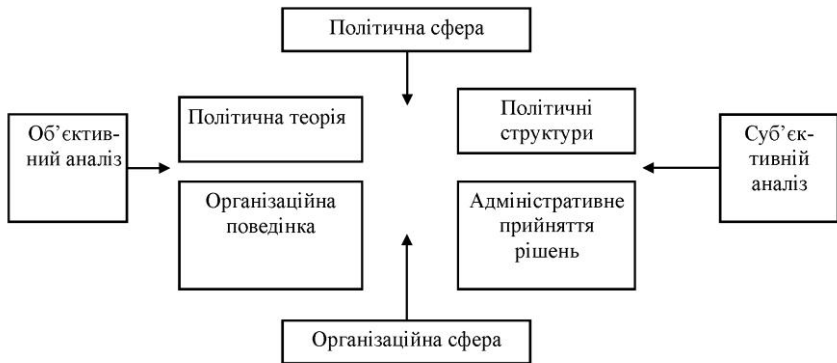 Політична сфера
Політична теорія
Політичні
структури
Об’єктив-
ний аналіз
Суб’єк-
тивній
аналіз
Організаційна
поведінка
Адміністративне
прийняття
рішень
Організаційна сфера